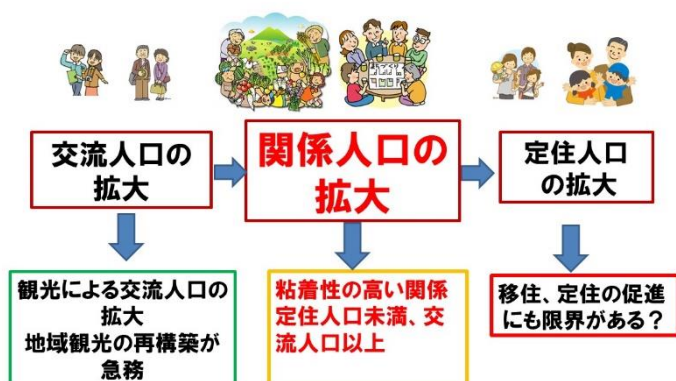 交流人口の
拡大
関係人口の
拡大
定住人口
の拡大
観光による交流人口の
拡大
地域観光の再構築が
急務
粘着性の高い関係
定住人口未満、交
流人口以上
移住、定住の促進
にも限界がある?